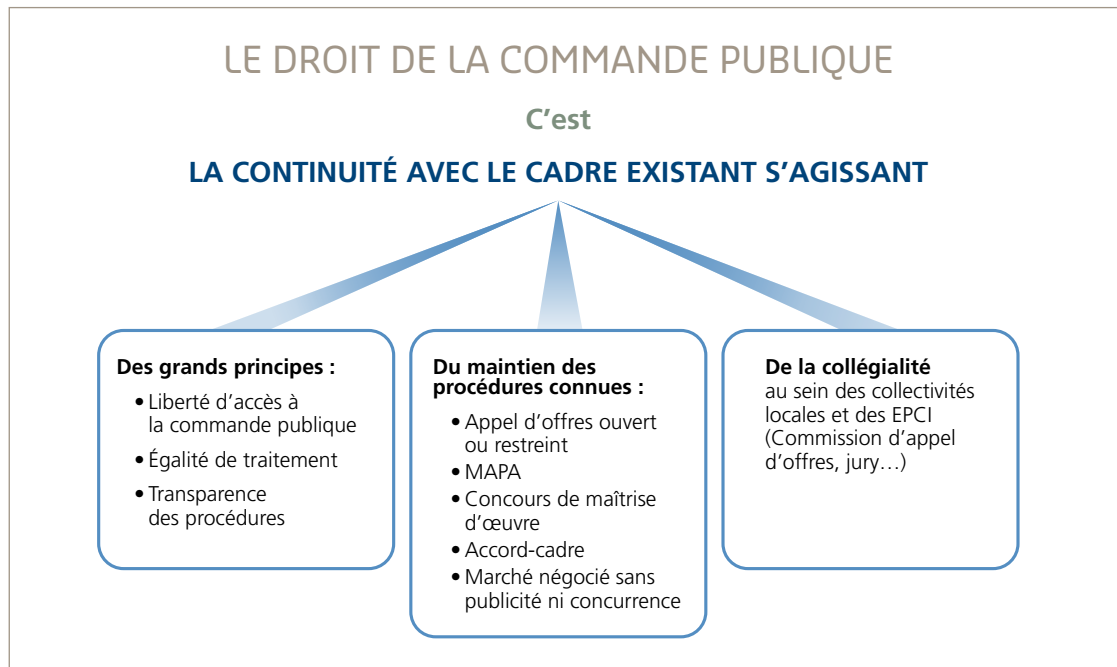 LE DROIT DE LA COMMANDE PUBLIQUE
C’est
LA CONTINUITÉ AVEC LE CADRE EXISTANT S’AGISSANT
Des grands principes :
• Liberté d’accès à
la commande publique
• Égalité de traitement
• Transparence
des procédures
Du maintien des
procédures connues :
• Appel d’offres ouvert
ou restreint
• MAPA
• Concours de maîtrise
d’œuvre
• Accord-cadre
• Marché négocié sans
publicité ni concurrence
De la collégialité
au sein des collectivités
locales et des EPCI
(Commission d’appel
d’offres, jury…)